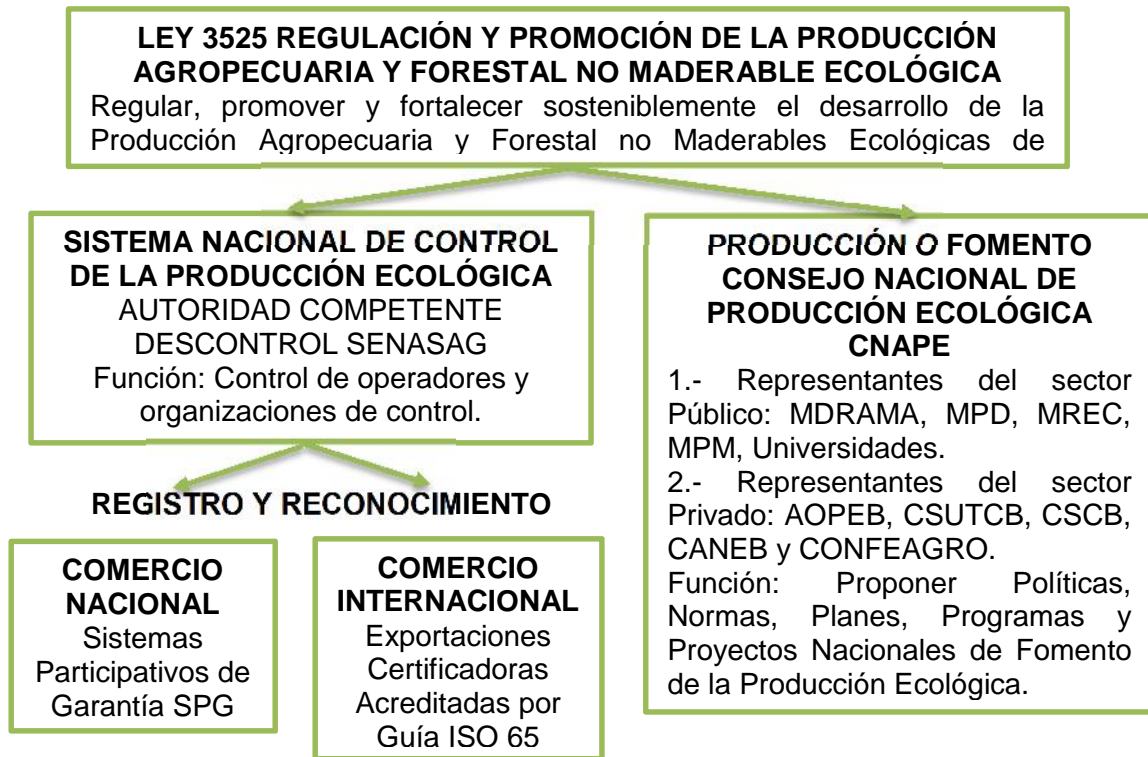 LEY 3525 REGULACIÓN Y PROMOCIÓN DE LA PRODUCCIÓN
AGROPECUARIA Y FORESTAL NO MADERABLE ECOLÓGICA
Regular, promover y fortalecer sosteniblemente el desarrollo de la
Producción Agropecuaria y Forestal no Maderables Ecológicas de
SISTEMA NACIONAL DE CONTROL
DE LA PRODUCCIÓN ECOLÓGICA
AUTORIDAD COMPETENTE
DESCONTROL SENASAG
Función: Control de operadores y
organizaciones de control.
REGISTRO Y RECONOCIMIENTO
COMERCIO
NACIONAL
Sistemas
Participativos de
Garantía SPG
COMERCIO
INTERNACIONAL
Exportaciones
Certificadoras
Acreditadas por
Guía ISO 65
PRODUCCIÓN O FOMENTO
CONSEJO NACIONAL DE
PRODUCCIÓN ECOLÓGICA
CNAPE
1.- Representantes del sector
Público: MDRAMA, MPD, MREC,
MPM, Universidades.
2.- Representantes del sector
Privado: AOPEB, CSUTCB, CSCB,
CANEB y CONFEAGRO.
Función: Proponer Políticas,
Normas, Planes, Programas y
Proyectos Nacionales de Fomento
de la Producción Ecológica.